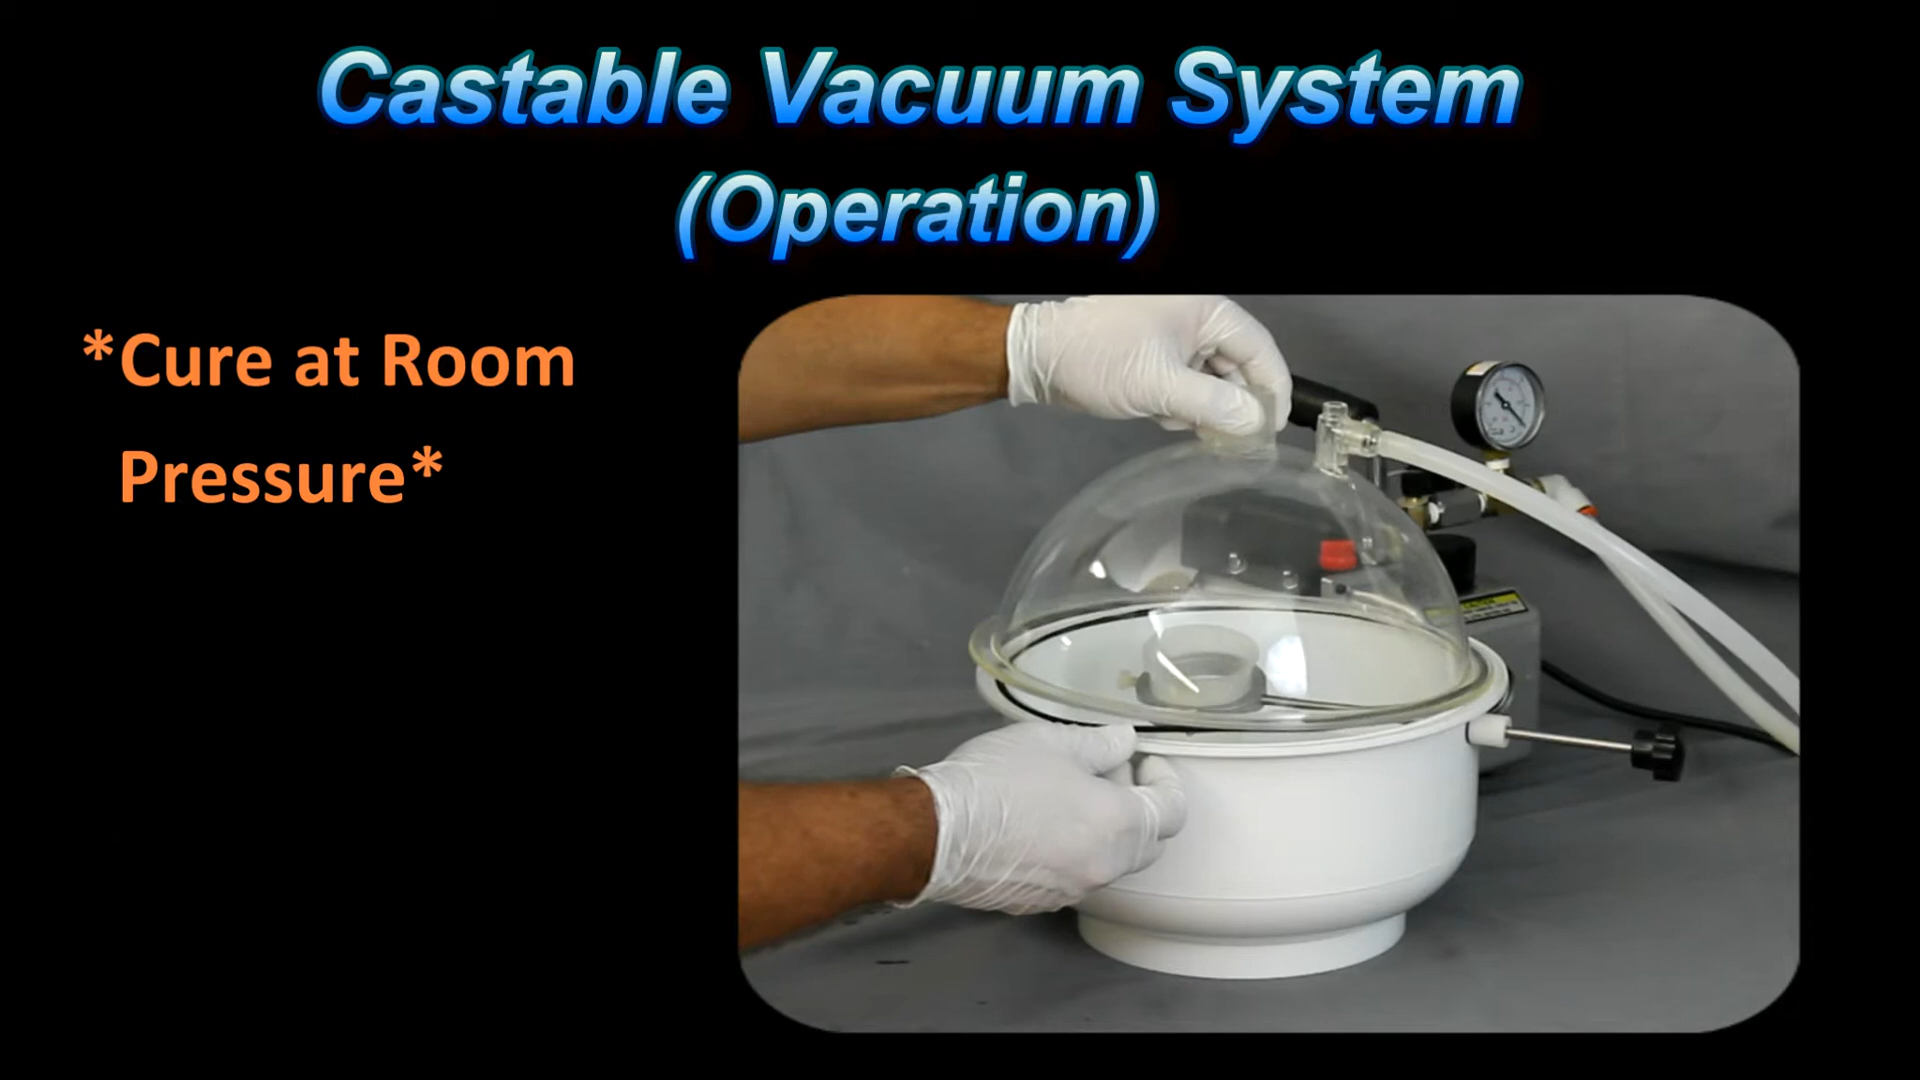 Castable Vacuum System
(Operation)
*Cure at Room
Pressure*